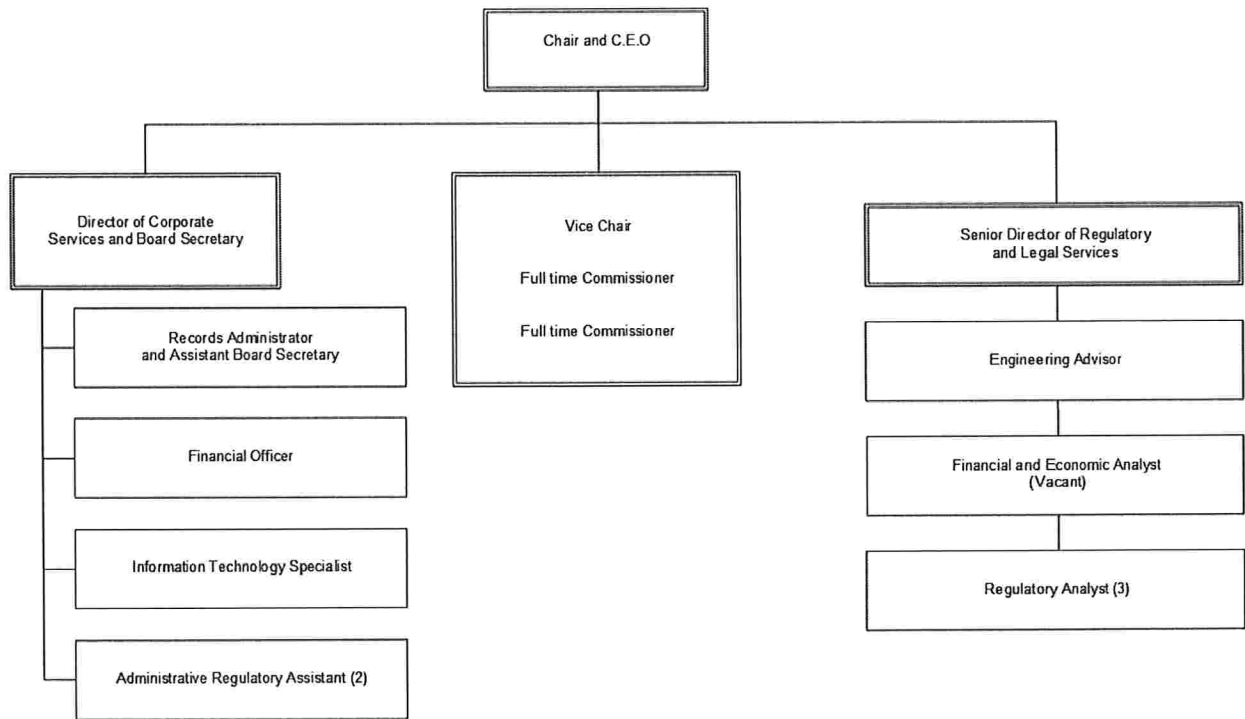 Chair and C.E.O
Director of Corporate
Services and Board Secretary
Records Administrator
and Assistant Board Secretary
Financial Officer
Information Technology Specialist
Administrative Regulatory Assistant (2)
Vice Chair
Full time Commissioner
Full time Commissioner
Senior Director of Regulatory
and Legal Services
Engineering Advisor
Financial and Economic Analyst
(Vacant)
Regulatory Analyst (3)